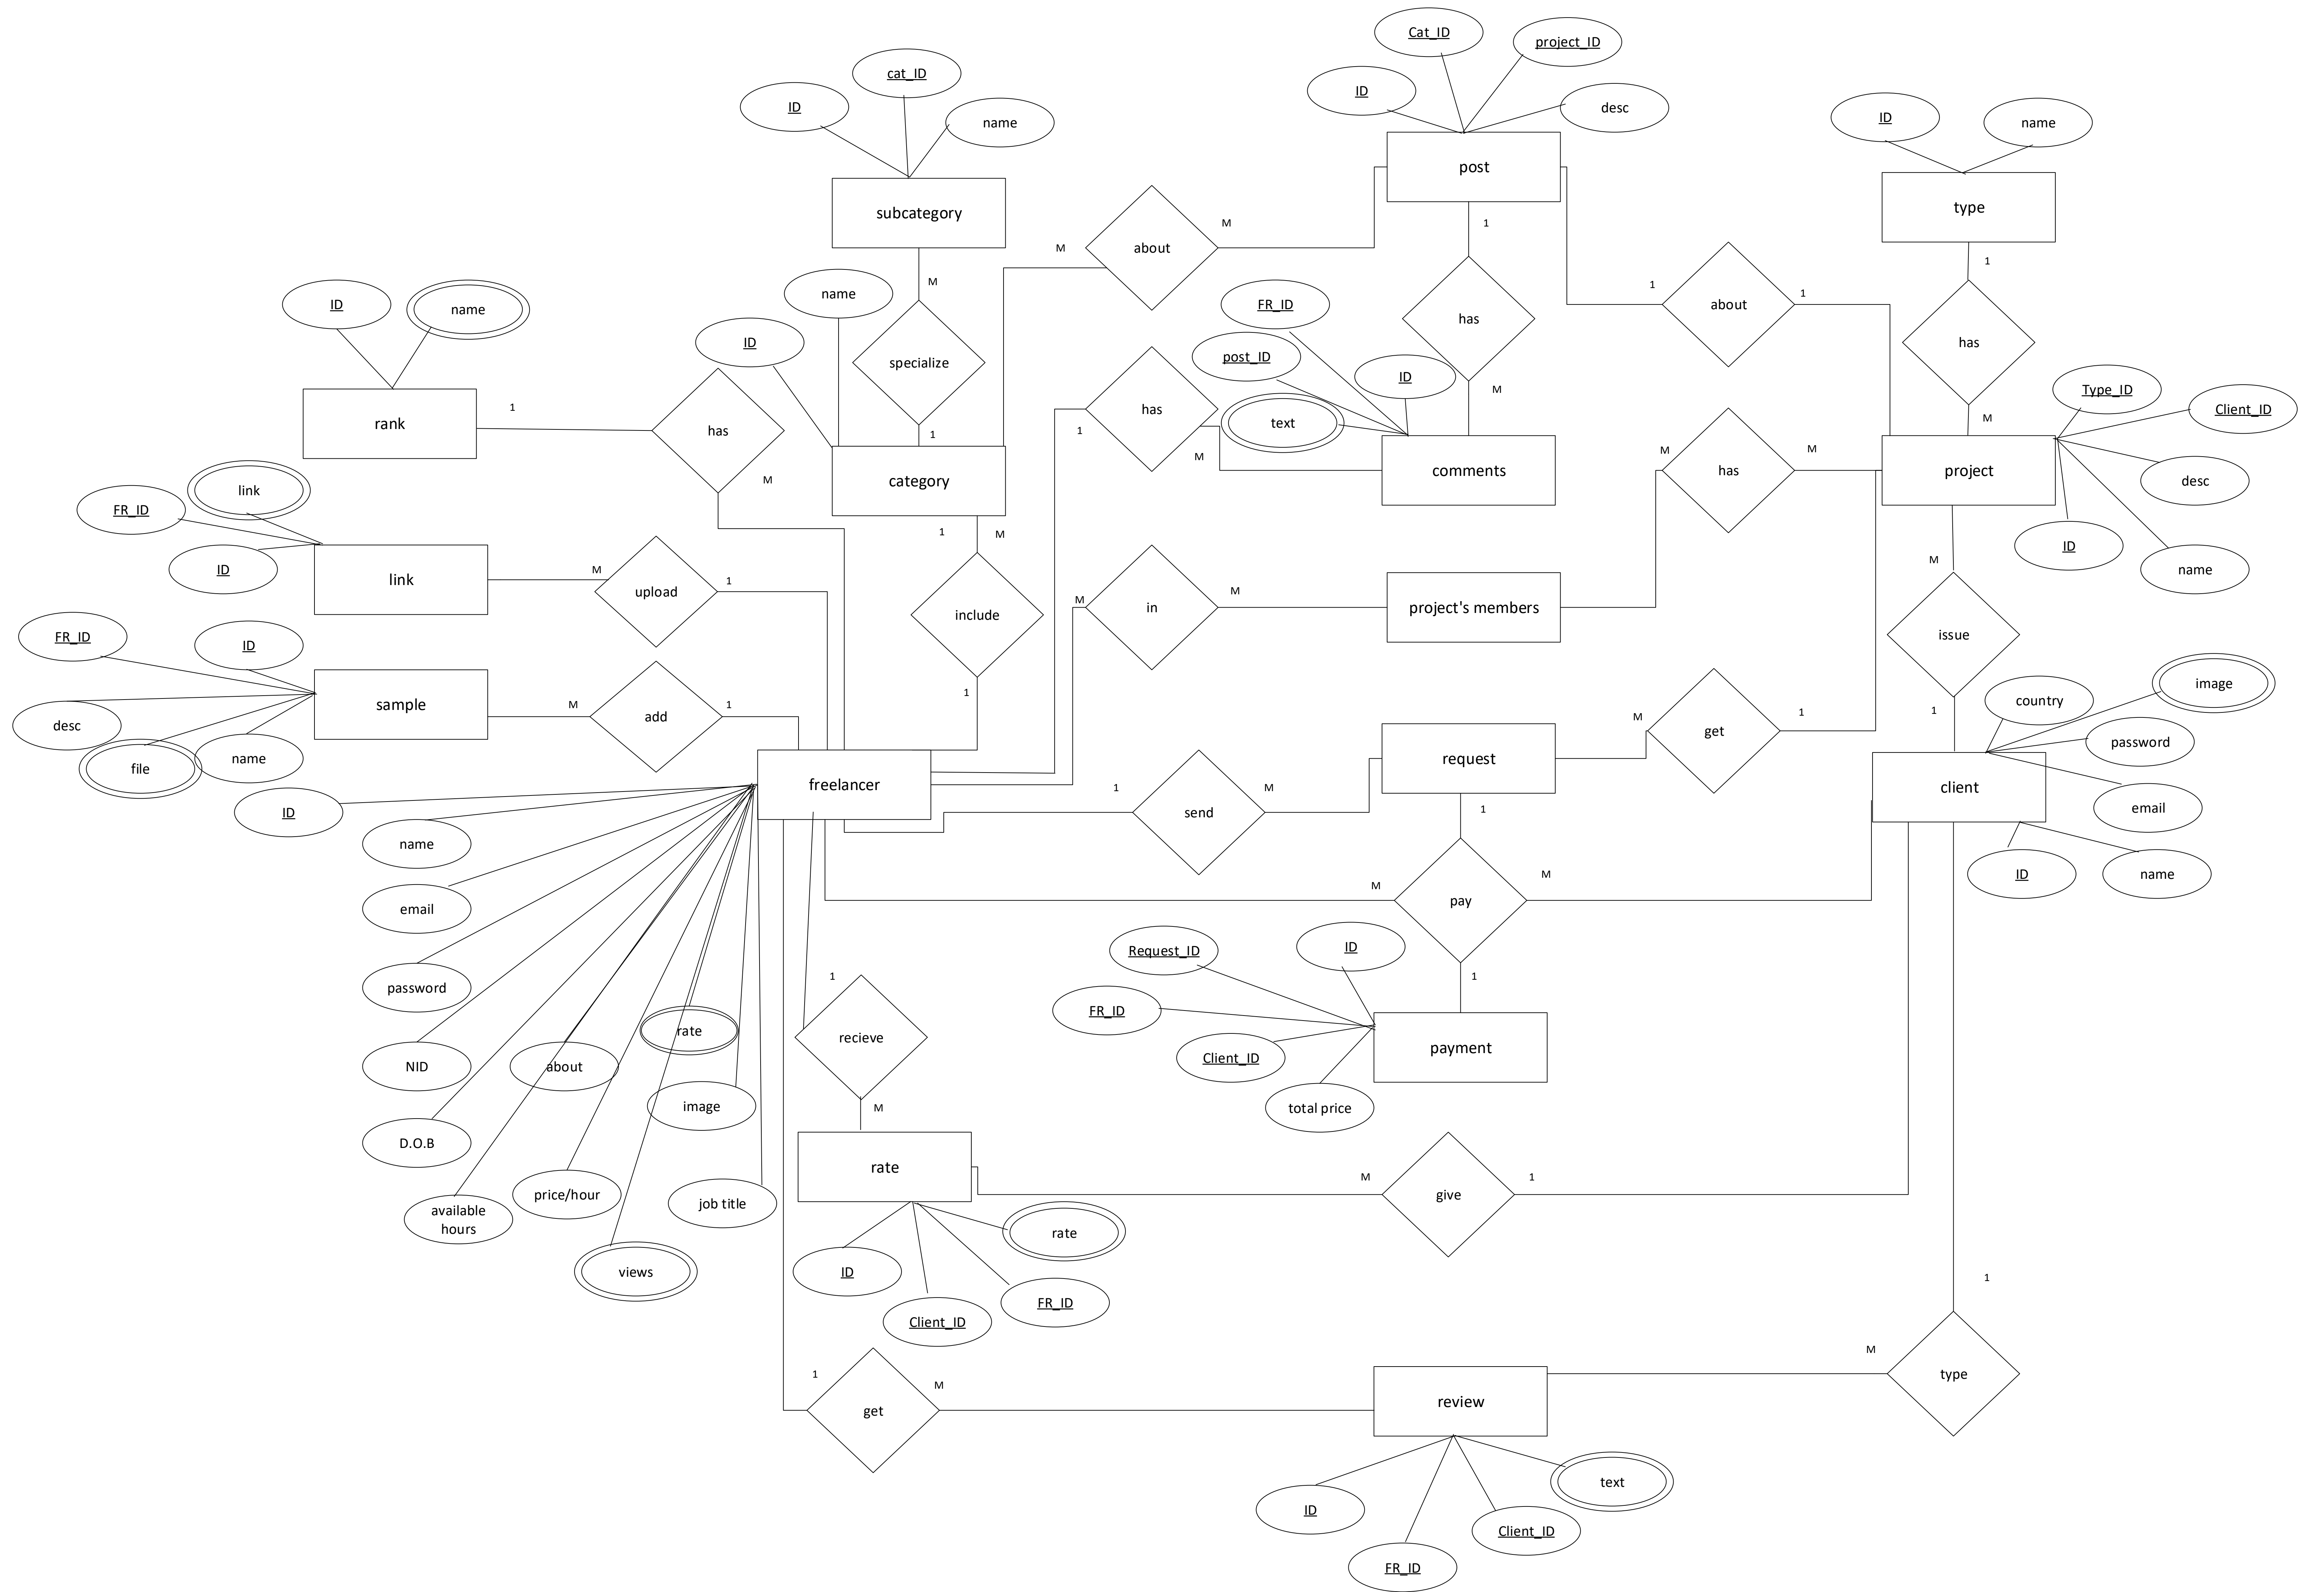 Cat_ID
project_ID
ID
desc
cat_ID
ID
name
ID
name
post
type
subcategory
M
about
M
1
has
1
about
1
1
has
M
M
specialize
1
name
ID
category
ID
name
rank
1
has
M
FR_ID
post_ID
ID
text
has
1
M
comments
M
M
has
M
M
project
Type_ID
Client_ID
desc
ID
name
link
FR_ID
ID
link
M
upload
1
1
M
include
1
M
in
M
project's members
M
issue
1
FR_ID
ID
sample
desc
file
name
M
add
1
request
M
get
1
country
image
password
client
email
ID
name
freelancer
ID
name
email
password
NID
D.O.B
available
hours
about
price/hour
rate
image
job title
views
1
send
M
1
M
pay
M
1
Request_ID
ID
FR_ID
Client_ID
total price
payment
1
recieve
M
rate
M
give
1
rate
ID
FR_ID
Client_ID
1
get
M
review
M
type
1
text
ID
Client_ID
FR_ID